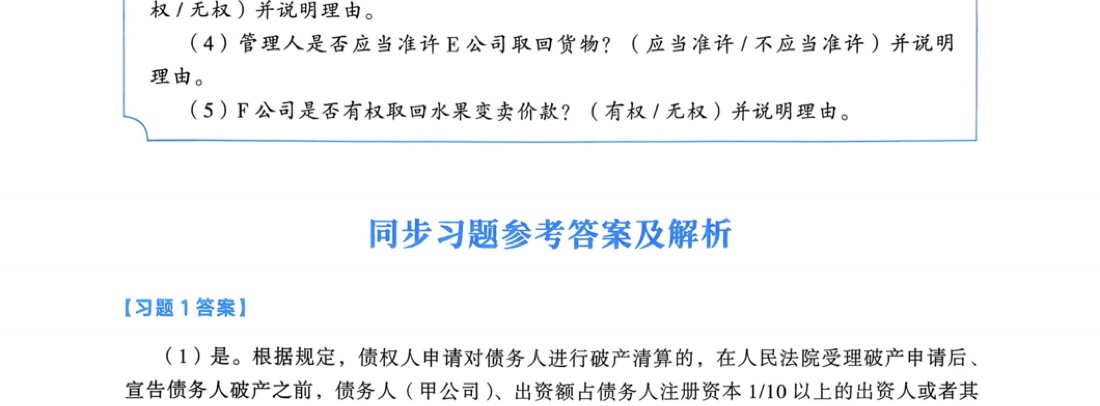 权/无权）并说明理由。
（4）管理人是否应当准许E公司取回货物？（应当准许/不应当准许）并说明
理由。
（5）F公司是否有权取回水果变卖价款？（有权/无权）并说明理由。
同步习题参考答案及解析
【习题1答案】
（1）是。根据规定，债权人申请对债务人进行破产清算的，在人民法院受理破产申请后、
宣告债务人破产之前，债务人（甲公司）、出资额占债务人注册资本1/10以上的出资人或者其